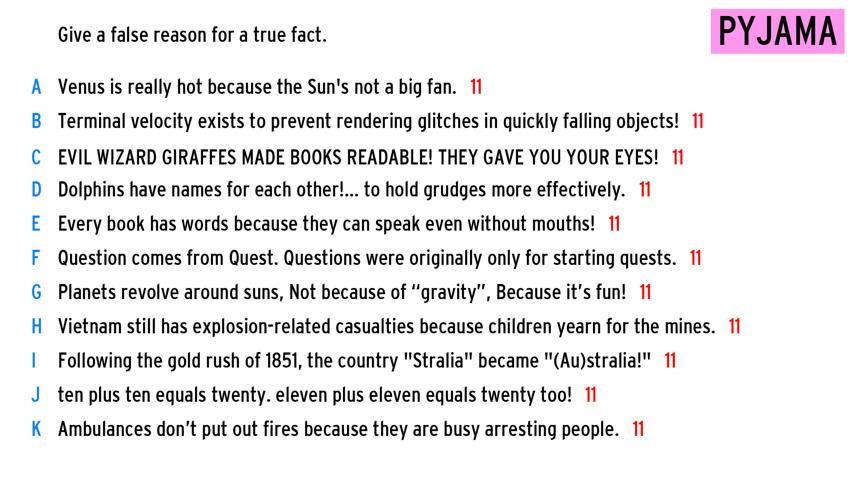 Give a false reason for a true fact.
PYJAMA
A Venus is really hot because the Sun's not a big fan. 11
B Terminal velocity exists to prevent rendering glitches in quickly falling objects! 11
C EVIL WIZARD GIRAFFES MADE BOOKS READABLE! THEY GAVE YOU YOUR EYES! 11
D Dolphins have names for each other!... to hold grudges more effectively. 11
E Every book has words because they can speak even without mouths! 11
F Question comes from Quest. Questions were originally only for starting quests. 11
G Planets revolve around suns, Not because of “gravity”, Because it’s fun! 11
H Vietnam still has explosion-related casualties because children yearn for the mines. 11
I Following the gold rush of 1851, the country "Stralia" became "(Au)stralia!" 11
J ten plus ten equals twenty. eleven plus eleven equals twenty too! 11
K Ambulances don’t put out fires because they are busy arresting people. 11